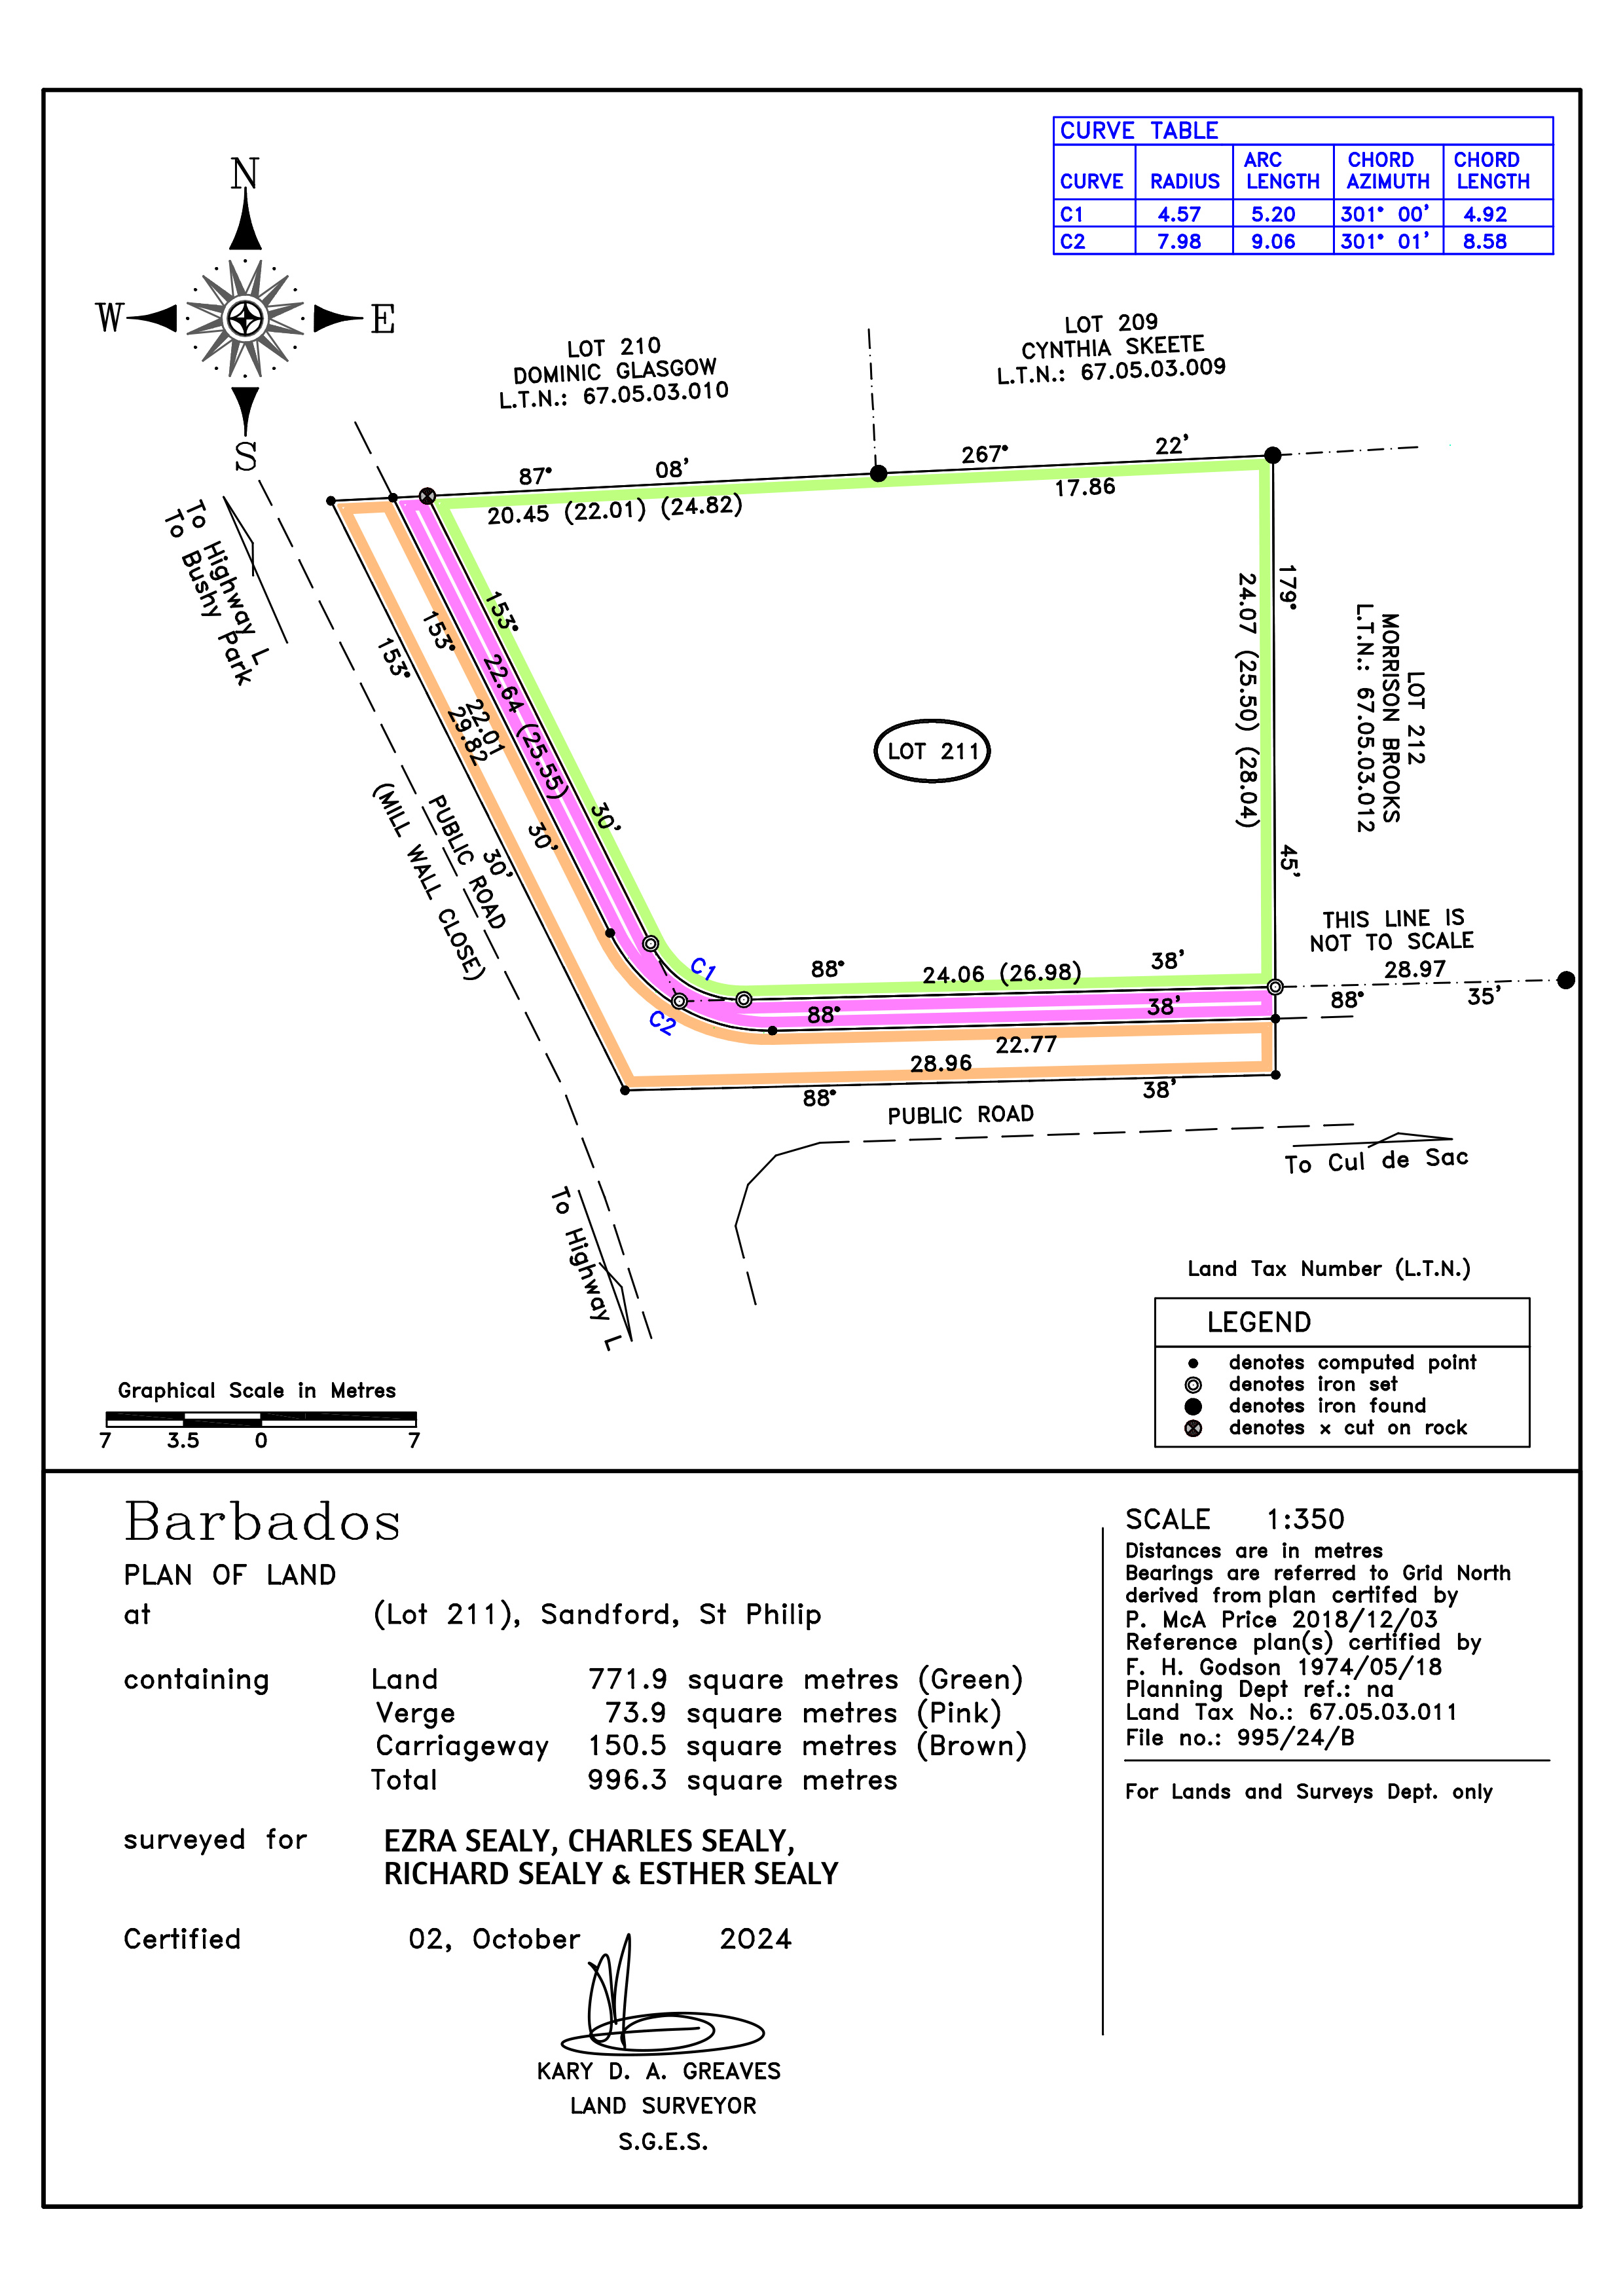 CURVE TABLE
CURVE RADIUS ARC LENGTH CHORD AZIMUTH CHORD LENGTH
C1 4.57 5.20 301° 00' 4.92
C2 7.98 9.06 301° 01' 8.58
N
W E
S
LOT 210
DOMINIC GLASGOW
L.T.N.: 67.05.03.010
LOT 209
CYNTHIA SKEETE
L.T.N.: 67.05.03.009
87° 08'
20.45 (22.01) (24.82)
267° 22'
17.86
To Highway L
To Bushy Park
153° 30'
22.64 (25.55)
153° 30'
22.01
153° 30'
29.82
PUBLIC ROAD
(MILL WALL CLOSE)
LOT 211
179° 45'
24.07 (25.50) (28.04)
LOT 212
MORRISON BROOKS
L.T.N.: 67.05.03.012
THIS LINE IS
NOT TO SCALE
28.97
88° 35'
C1
C2
88° 38'
24.06 (26.98)
88° 38'
22.77
28.96
88° 38'
PUBLIC ROAD
To Cul de Sac
To Highway L
Land Tax Number (L.T.N.)
LEGEND
denotes computed point
denotes iron set
denotes iron found
denotes x cut on rock
Graphical Scale in Metres
7 3.5 0 7
Barbados
PLAN OF LAND
at (Lot 211), Sandford, St Philip
containing Land 771.9 square metres (Green)
Verge 73.9 square metres (Pink)
Carriageway 150.5 square metres (Brown)
Total 996.3 square metres
surveyed for EZRA SEALY, CHARLES SEALY,
RICHARD SEALY & ESTHER SEALY
Certified 02, October 2024
KARY D. A. GREAVES
LAND SURVEYOR
S.G.E.S.
SCALE 1:350
Distances are in metres
Bearings are referred to Grid North
derived from plan certifed by
P. McA Price 2018/12/03
Reference plan(s) certified by
F. H. Godson 1974/05/18
Planning Dept ref.: na
Land Tax No.: 67.05.03.011
File no.: 995/24/B
For Lands and Surveys Dept. only